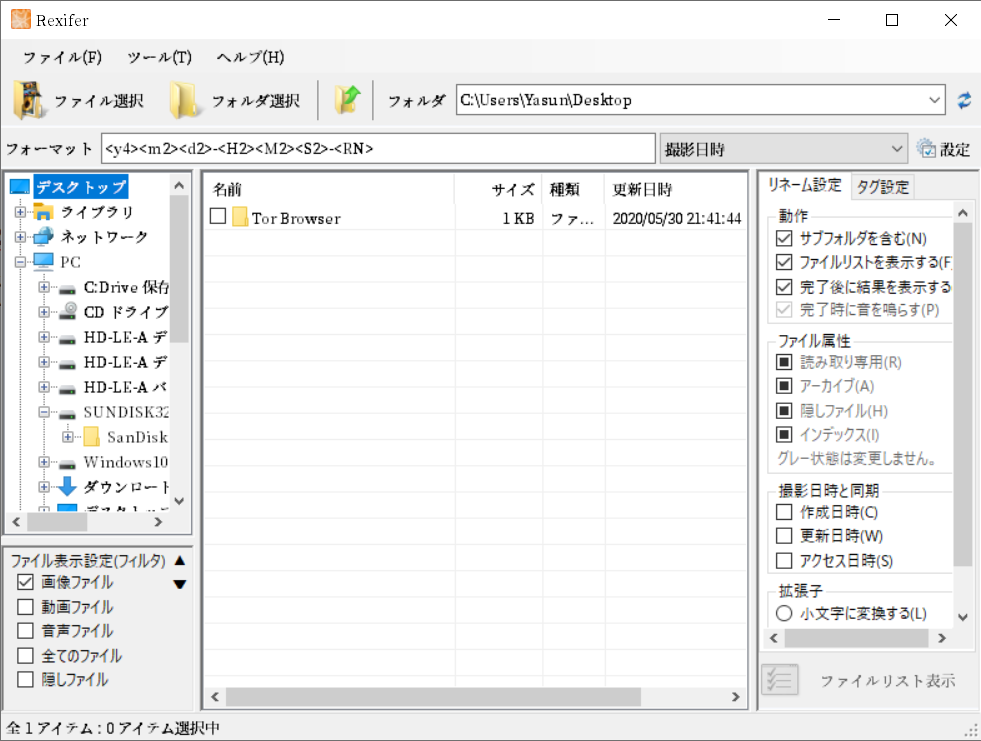 Rexifer
ファイル(F) ツール(T) ヘルプ(H)
ファイル選択 フォルダ選択 フォルダ C:\Users\Yasun\Desktop
フォーマット <y4><m2><d2>-<H2><M2><S2>-<RN> 撮影日時 設定
デスクトップ
ライブラリ
ネットワーク
PC
C:Drive 保存
CD ドライブ
HD-LE-A デ
HD-LE-A デ
HD-LE-A バ
SUNDISK32
SanDisk
Windows10
ダウンロート
デスクトップ
ファイル表示設定(フィルタ)
画像ファイル
動画ファイル
音声ファイル
全てのファイル
隠しファイル
名前 サイズ 種類 更新日時
Tor Browser 1 KB ファ... 2020/05/30 21:41:44
リネーム設定 タグ設定
動作
サブフォルダを含む(N)
ファイルリストを表示する(F
完了後に結果を表示する
完了時に音を鳴らす(P)
ファイル属性
読み取り専用(R)
アーカイブ(A)
隠しファイル(H)
インデックス(I)
グレー状態は変更しません。
撮影日時と同期
作成日時(C)
更新日時(W)
アクセス日時(S)
拡張子
小文字に変換する(L)
ファイルリスト表示
全 1 アイテム : 0 アイテム選択中